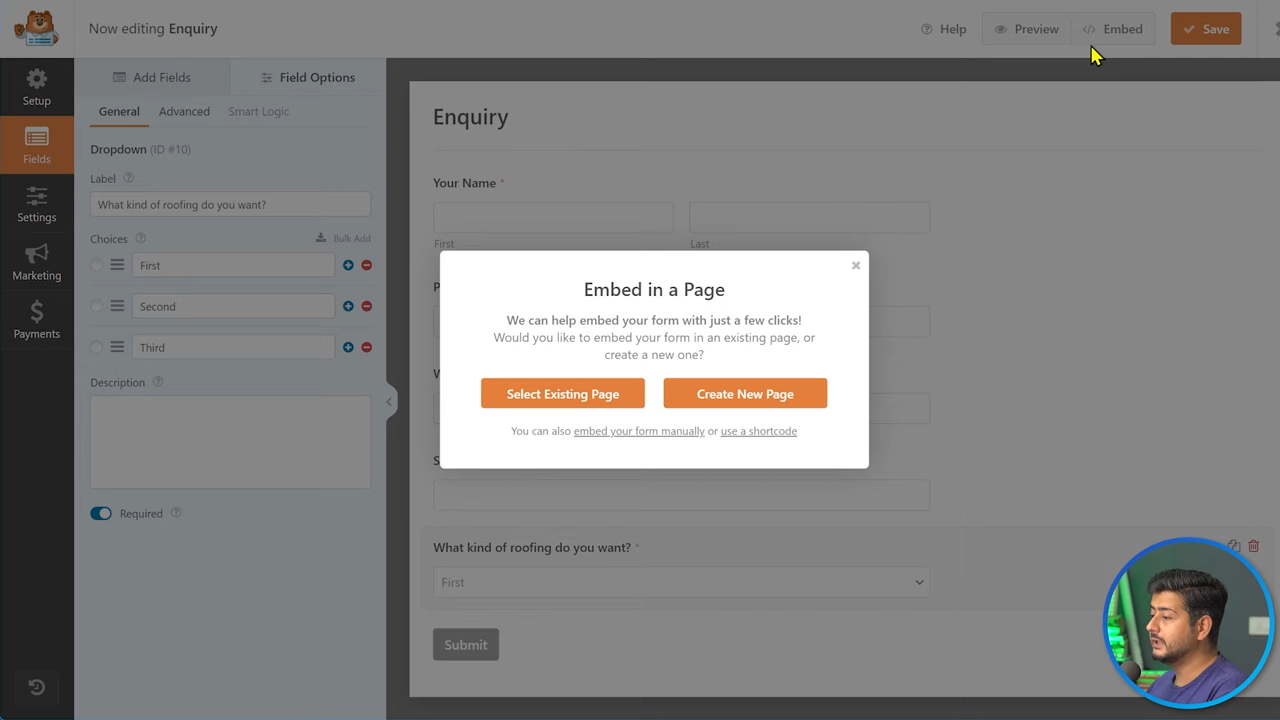 Now editing Enquiry
Help
Preview
Embed
Save
Setup
Fields
Settings
Marketing
Payments
Add Fields
Field Options
General
Advanced
Smart Logic
Dropdown (ID #10)
Label
What kind of roofing do you want?
Choices
Bulk Add
First
Second
Third
Description
Required
Enquiry
Your Name *
First
Last
Embed in a Page
We can help embed your form with just a few clicks!
Would you like to embed your form in an existing page, or
create a new one?
Select Existing Page
Create New Page
You can also embed your form manually or use a shortcode
What kind of roofing do you want? *
First
Submit